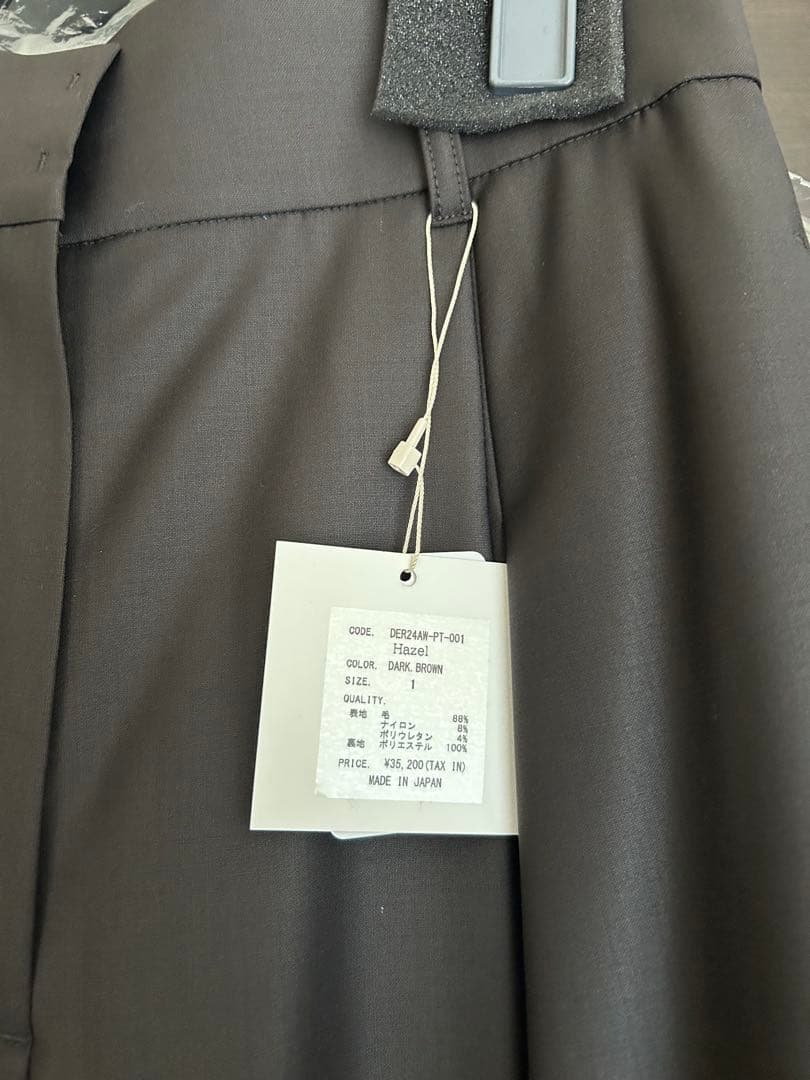 CODE. DER24AW-PT-001
Hazel
COLOR. DARK.BROWN
SIZE. 1
QUALITY.
表地 毛 88%
ナイロン 8%
ポリウレタン 4%
裏地 ポリエステル 100%
PRICE. ¥35,200(TAX IN)
MADE IN JAPAN